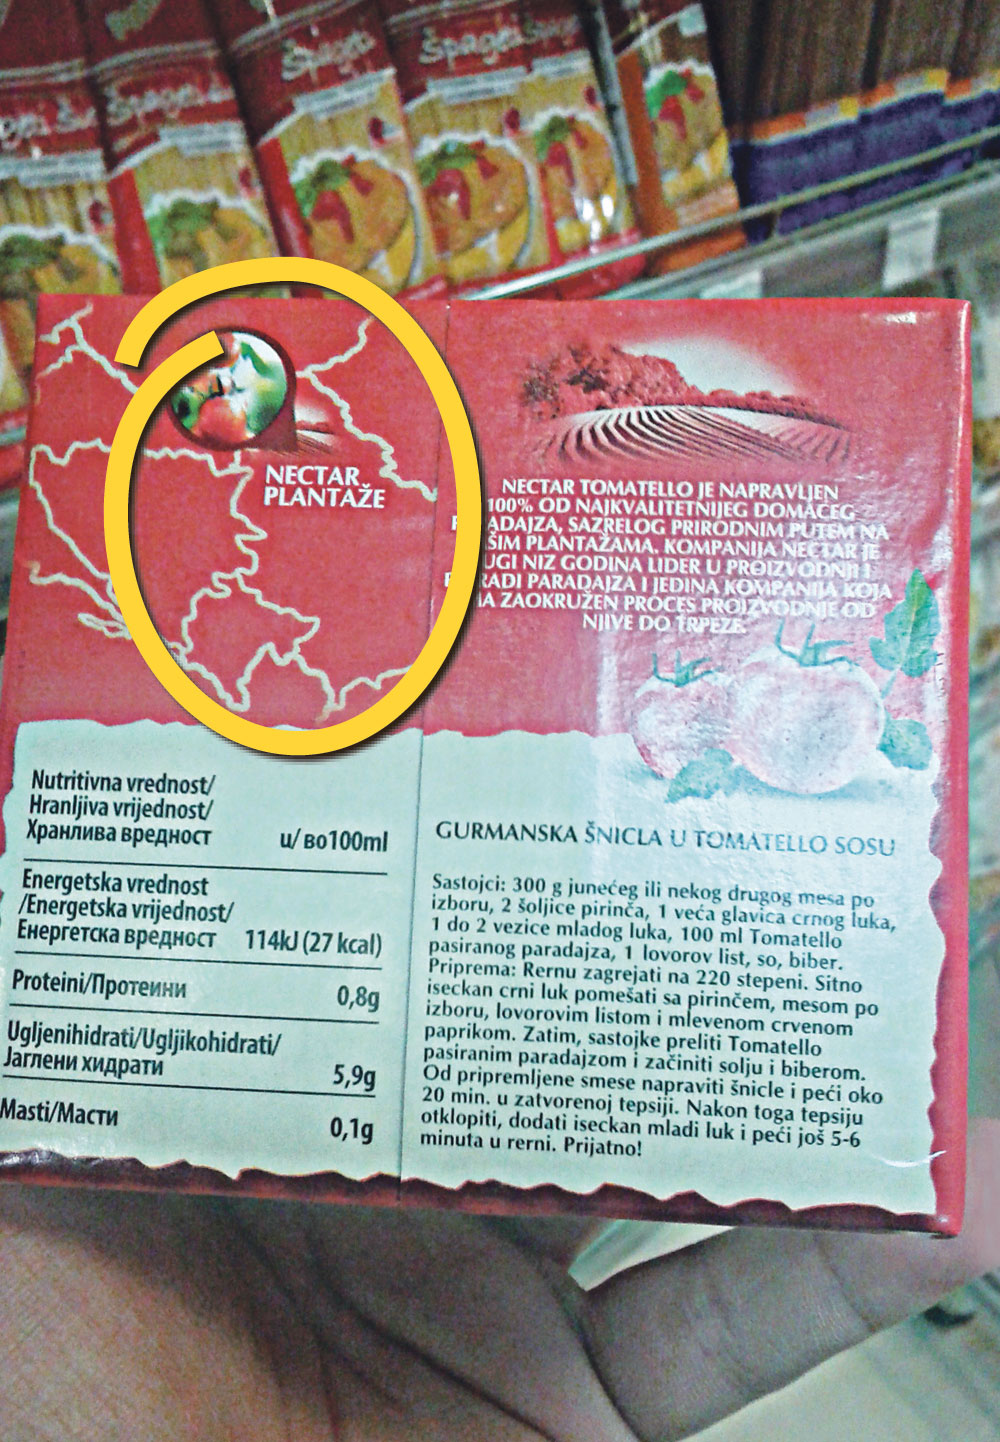 Špageti
NECTAR
PLANTAŽE
NECTAR TOMATELLO JE NAPRAVLJEN
100% OD NAJKVALITETNIJEG DOMAĆEG
ADAJZA, SAZRELOG PRIRODNIM PUTEM NA
ŠIM PLANTAŽAMA. KOMPANIJA NECTAR JE
UGI NIZ GODINA LIDER U PROIZVODNJI I
RADI PARADAJZA I JEDINA KOMPANIJA KOJA
ZAOKRUŽEN PROCES PROIZVODNJE OD
NJIVE DO TRPEZE.
Nutritivna vrednost/
Hranljiva vrijednost/
Хранлива вредност u/ во100ml
Energetska vrednost
/Energetska vrijednost/
Енергетска вредност 114kJ (27 kcal)
Proteini/Протеини 0,8g
Ugljenihidrati/Ugljikohidrati/
Јаглени хидрати 5,9g
Masti/Масти 0,1g
GURMANSKA ŠNICLA U TOMATELLO SOSU
Sastojci: 300 g junećeg ili nekog drugog mesa po
izboru, 2 šoljice pirinča, 1 veća glavica crnog luka,
1 do 2 vezice mladog luka, 100 ml Tomatello
pasiranog paradajza, 1 lovorov list, so, biber.
Priprema: Rernu zagrejati na 220 stepeni. Sitno
iseckan crni luk pomešati sa pirinčem, mesom po
izboru, lovorovim listom i mlevenom crvenom
paprikom. Zatim, sastojke preliti Tomatello
pasiranim paradajzom i začiniti solju i biberom.
Od pripremljene smese napraviti šnicle i peći oko
20 min. u zatvorenoj tepsiji. Nakon toga tepsiju
otklopiti, dodati iseckan mladi luk i peći još 5-6
minuta u rerni. Prijatno!